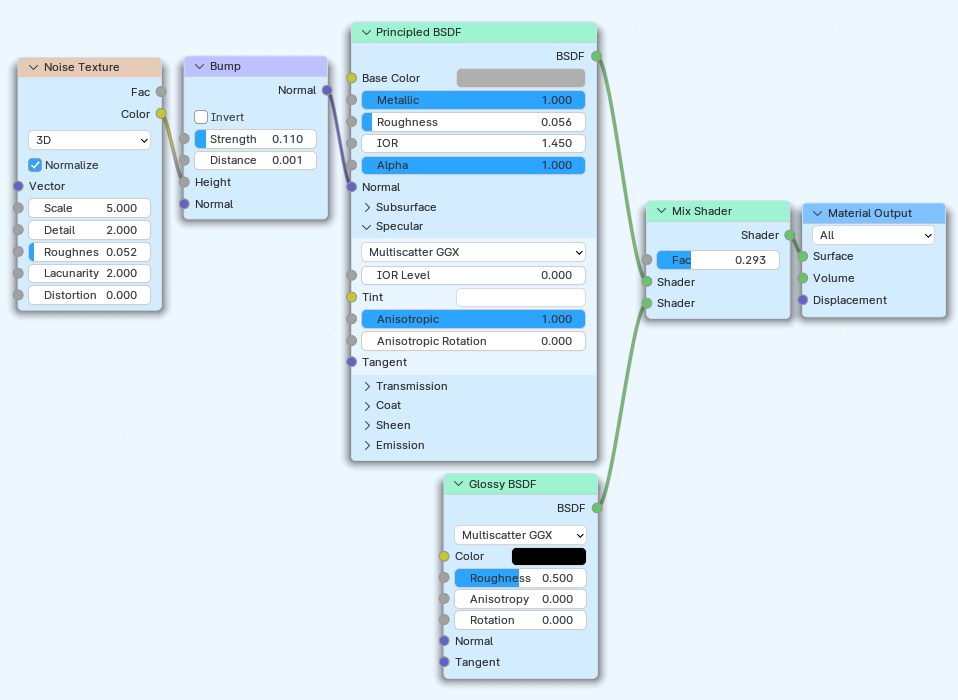 Noise Texture
Fac
Color
3D
Normalize
Vector
Scale 5.000
Detail 2.000
Roughnes 0.052
Lacunarity 2.000
Distortion 0.000
Bump
Normal
Invert
Strength 0.110
Distance 0.001
Height
Normal
Principled BSDF
BSDF
Base Color
Metallic 1.000
Roughness 0.056
IOR 1.450
Alpha 1.000
Normal
Subsurface
Specular
Multiscatter GGX
IOR Level 0.000
Tint
Anisotropic 1.000
Anisotropic Rotation 0.000
Tangent
Transmission
Coat
Sheen
Emission
Glossy BSDF
BSDF
Multiscatter GGX
Color
Roughness 0.500
Anisotropy 0.000
Rotation 0.000
Normal
Tangent
Mix Shader
Shader
Fac 0.293
Shader
Shader
Material Output
All
Surface
Volume
Displacement